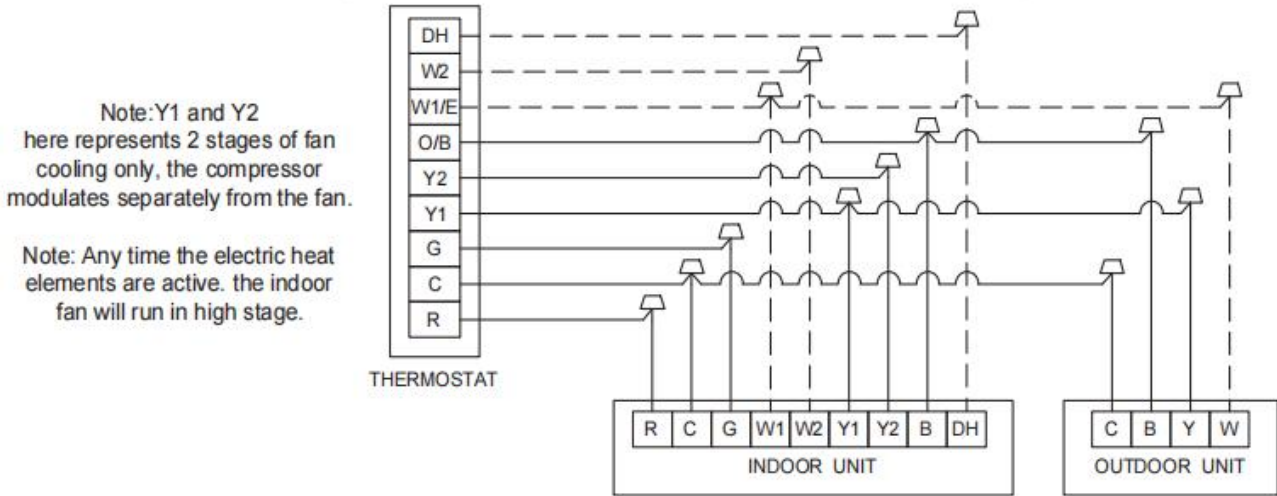 Note:Y1 and Y2
here represents 2 stages of fan
cooling only, the compressor
modulates separately from the fan.
Note: Any time the electric heat
elements are active. the indoor
fan will run in high stage.
DH
W2
W1/E
O/B
Y2
Y1
G
C
R
THERMOSTAT
R C G W1 W2 Y1 Y2 B DH
INDOOR UNIT
C B Y W
OUTDOOR UNIT